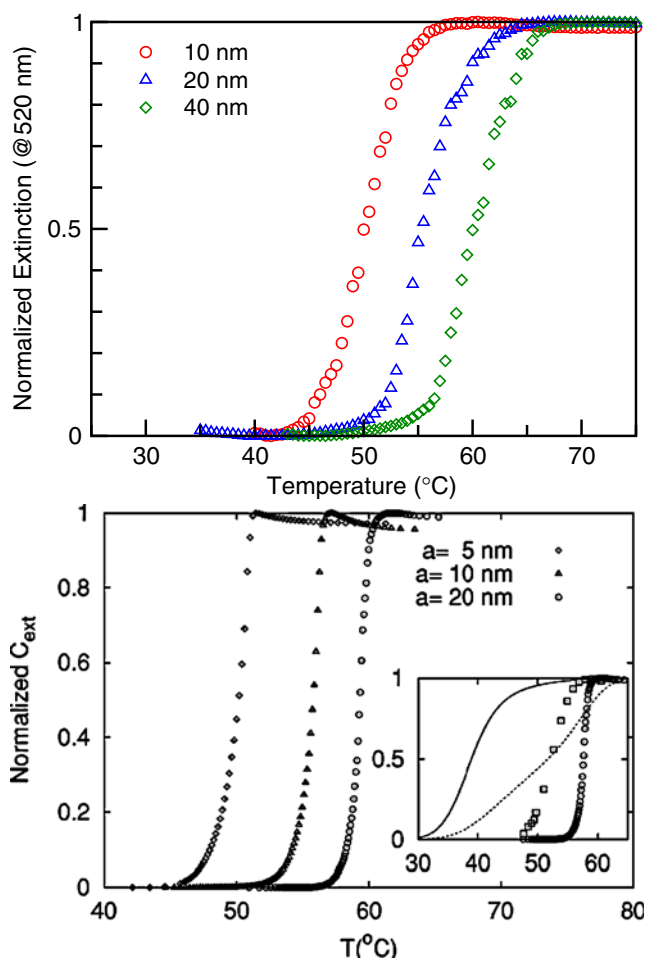 1
10 nm
20 nm
40 nm
0.5
0
30 40 50 60 70
Temperature (°C)
Normalized Extinction (@520 nm)
1
0.8
0.6
0.4
0.2
0
a= 5 nm
a= 10 nm
a= 20 nm
1
0.5
0
30 40 50 60
40 50 60 70 80
T(°C)
Normalized C_ext